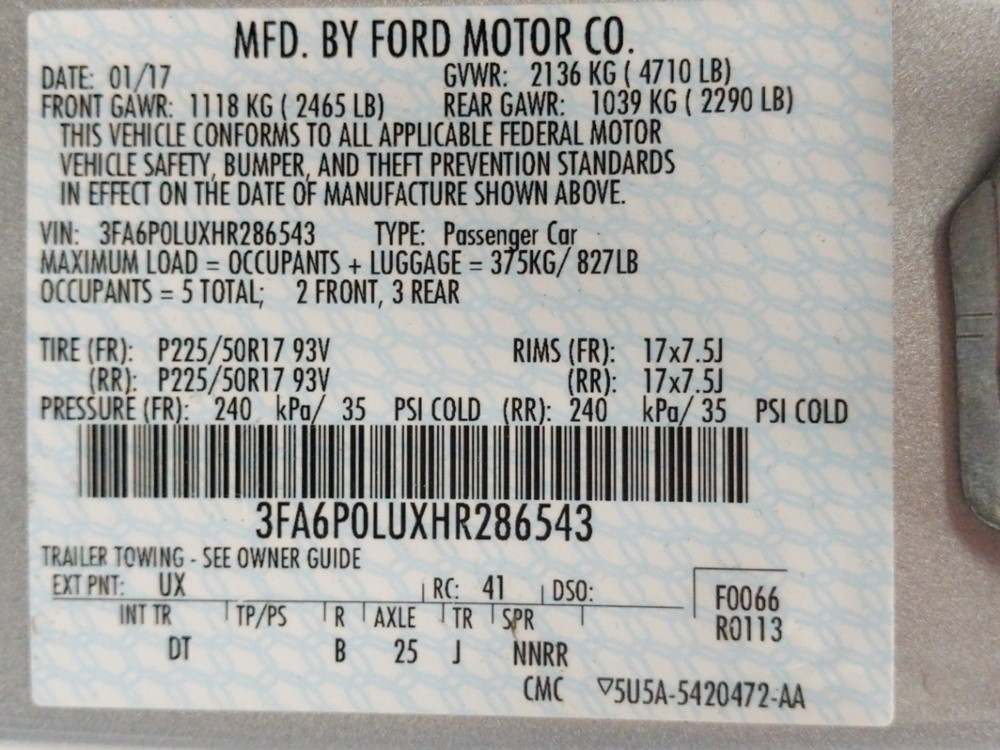 MFD. BY FORD MOTOR CO.
DATE: 01/17 GVWR: 2136 KG ( 4710 LB)
FRONT GAWR: 1118 KG ( 2465 LB) REAR GAWR: 1039 KG ( 2290 LB)
THIS VEHICLE CONFORMS TO ALL APPLICABLE FEDERAL MOTOR
VEHICLE SAFETY, BUMPER, AND THEFT PREVENTION STANDARDS
IN EFFECT ON THE DATE OF MANUFACTURE SHOWN ABOVE.
VIN: 3FA6P0LUXHR286543 TYPE: Passenger Car
MAXIMUM LOAD = OCCUPANTS + LUGGAGE = 375KG/ 827LB
OCCUPANTS = 5 TOTAL; 2 FRONT, 3 REAR
TIRE (FR): P225/50R17 93V RIMS (FR): 17x7.5J
(RR): P225/50R17 93V (RR): 17x7.5J
PRESSURE (FR): 240 kPa/ 35 PSI COLD (RR): 240 kPa/ 35 PSI COLD
3FA6P0LUXHR286543
TRAILER TOWING - SEE OWNER GUIDE
EXT PNT: UX RC: 41 DSO: F0066
INT TR TP/PS R AXLE TR SPR R0113
DT B 25 J NNRR
CMC ▽5U5A-5420472-AA